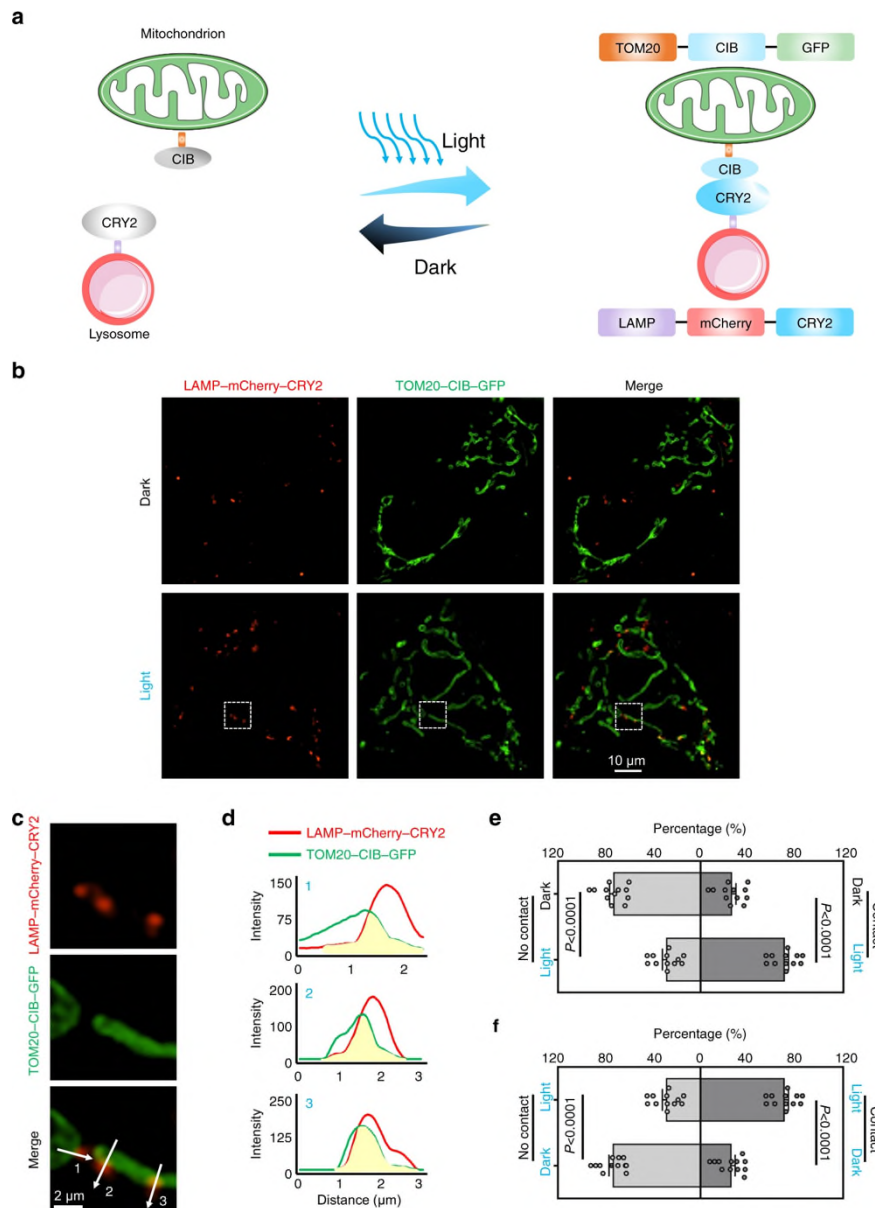 a
Mitochondrion
CIB
CRY2
Lysosome
Light
Dark
TOM20 CIB GFP
CIB
CRY2
LAMP mCherry CRY2
b
LAMP–mCherry–CRY2 TOM20–CIB–GFP Merge
Dark
Light
10 µm
c
LAMP–mCherry–CRY2
TOM20–CIB–GFP
Merge
1
2
3
2 µm
d
LAMP–mCherry–CRY2
TOM20–CIB–GFP
Intensity
150
75
0
1
0 1 2
Intensity
200
100
0
2
0 1 2 3
Intensity
250
125
0
3
0 1 2 3
Distance (µm)
e
Percentage (%)
120 80 40 0 40 80 120
No contact
Dark
Light
P<0.0001
P<0.0001
Dark
Light
Contact
f
Percentage (%)
120 80 40 0 40 80 120
No contact
Light
Dark
P<0.0001
P<0.0001
Light
Dark
Contact